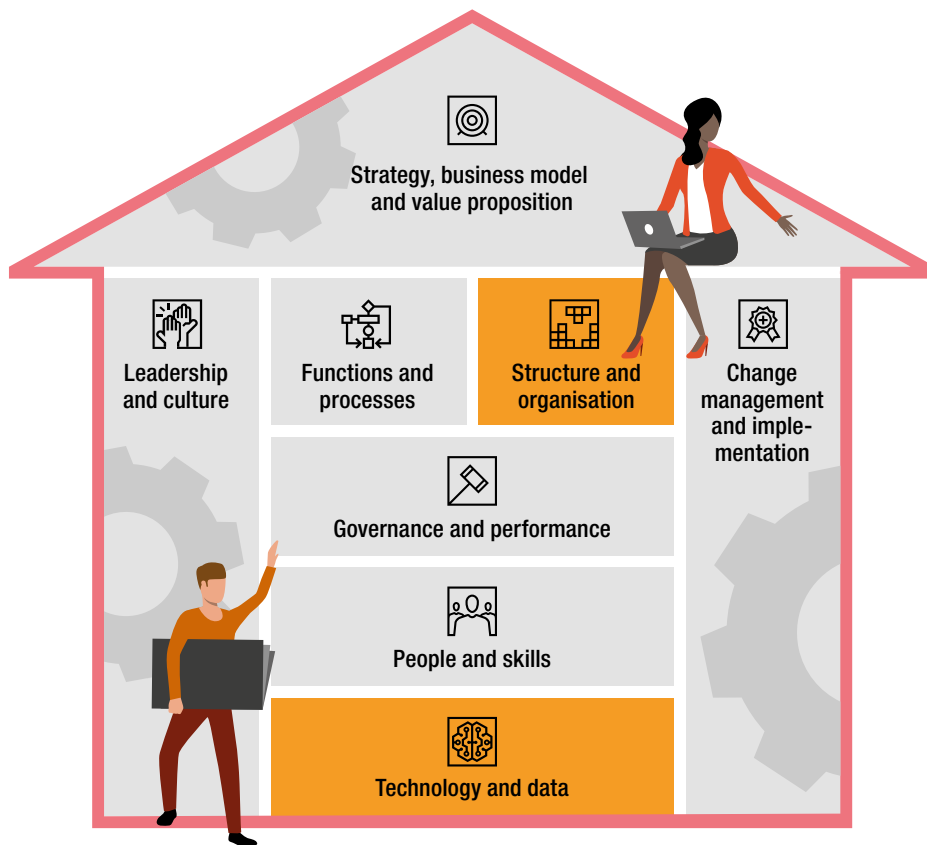 Strategy, business model
and value proposition
Leadership
and culture
Functions and
processes
Structure and
organisation
Change
management
and imple-
mentation
Governance and performance
People and skills
Technology and data